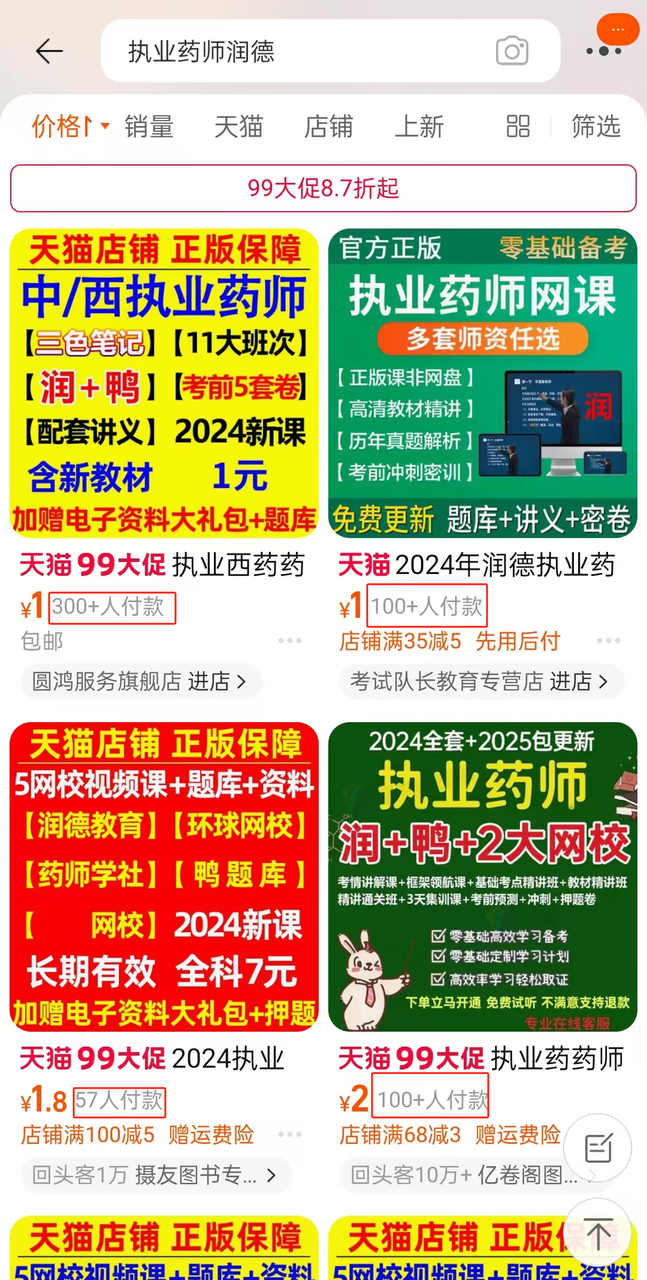 执业药师润德
价格 销量 天猫 店铺 上新 筛选
99大促8.7折起
天猫店铺 正版保障
中/西执业药师
【三色笔记】【11大班次】
【润+鸭】【考前5套卷】
【配套讲义】2024新课
含新教材 1元
加赠电子资料大礼包+题库
天猫99大促 执业西药药
¥1 300+人付款
包邮
圆鸿服务旗舰店 进店
官方正版 零基础备考
执业药师网课
多套师资任选
【正版课非网盘】
【高清教材精讲】
【历年真题解析】
【考前冲刺密训】
润
免费更新 题库+讲义+密卷
天猫 2024年润德执业药
¥1 100+人付款
店铺满35减5 先用后付
考试队长教育专营店 进店
天猫店铺 正版保障
5网校视频课+题库+资料
【润德教育】【环球网校】
【药师学社】【鸭题库】
【 网校】2024新课
长期有效 全科7元
加赠电子资料大礼包+押题
天猫99大促 2024执业
¥1.8 57人付款
店铺满100减5 赠运费险
回头客1万 摄友图书专... 
2024全套+2025包更新
执业药师
润+鸭+2大网校
考情讲解课+框架领航课+基础考点精讲班+教材精讲班
精讲通关班+3天集训课+考前预测+冲刺+押题卷
零基础高效学习备考
零基础定制学习计划
高效率学习轻松取证
下单立马开通 免费试听 不满意支持退款
专业在线客服
天猫99大促 执业药药师
¥2 100+人付款
店铺满68减3 赠运费险
回头客10万+ 亿卷阁图...
天猫店铺 正版保障
5网校视频课+题库+资料
天猫店铺 正版
5网校视频课+题库+资料